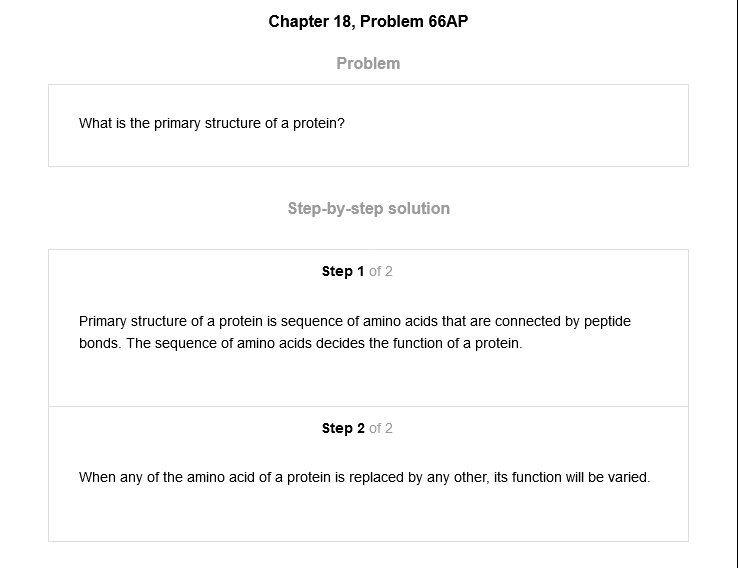 Chapter 18, Problem 66AP
Problem
What is the primary structure of a protein?
Step-by-step solution
Step 1 of 2
Primary structure of a protein is sequence of amino acids that are connected by peptide
bonds. The sequence of amino acids decides the function of a protein.
Step 2 of 2
When any of the amino acid of a protein is replaced by any other, its function will be varied.